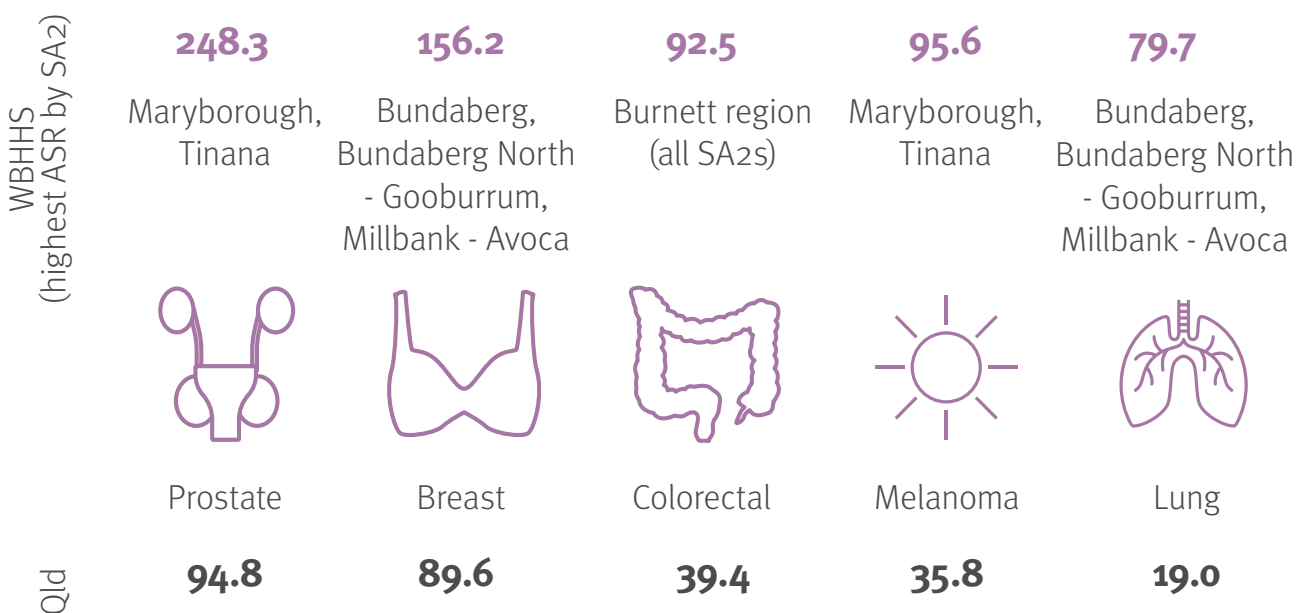 WBHHS
(highest ASR by SA2)
248.3
156.2
92.5
95.6
79.7
Maryborough,
Tinana
Bundaberg,
Bundaberg North
- Gooburrum,
Millbank - Avoca
Burnett region
(all SA2s)
Maryborough,
Tinana
Bundaberg,
Bundaberg North
- Gooburrum,
Millbank - Avoca
Prostate
Breast
Colorectal
Melanoma
Lung
Qld
94.8
89.6
39.4
35.8
19.0